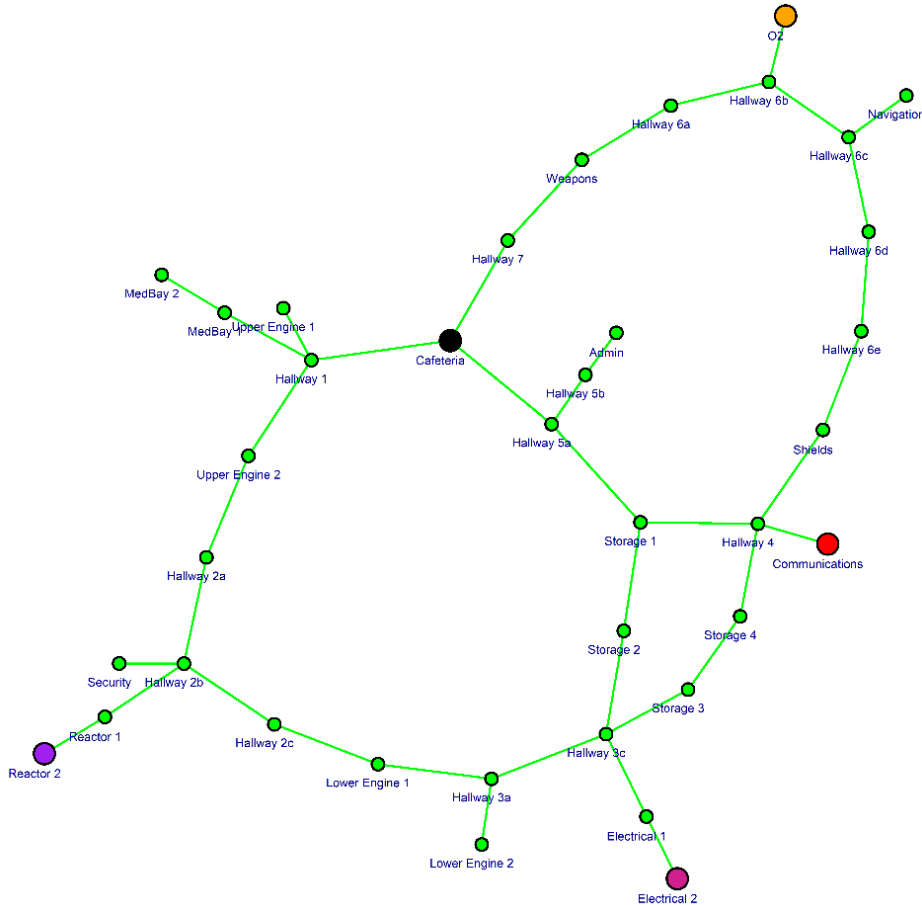 O2
Hallway 6b
Navigation
Hallway 6a
Hallway 6c
Weapons
Hallway 6d
Hallway 7
MedBay 2
MedBay 1
Upper Engine 1
Hallway 6e
Admin
Cafeteria
Hallway 1
Hallway 5b
Hallway 5a
Shields
Upper Engine 2
Storage 1
Hallway 4
Communications
Hallway 2a
Storage 4
Storage 2
Security
Hallway 2b
Storage 3
Reactor 1
Hallway 2c
Hallway 3c
Reactor 2
Lower Engine 1
Hallway 3a
Electrical 1
Lower Engine 2
Electrical 2